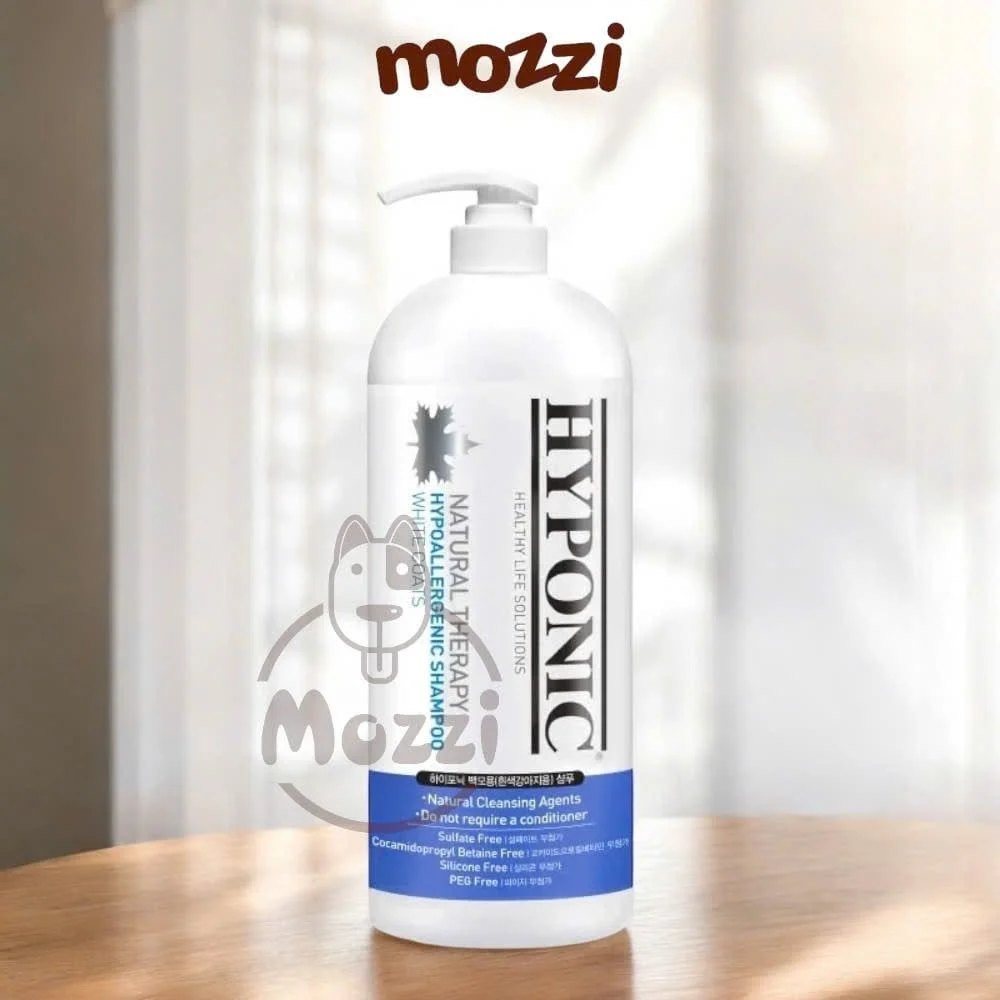 mozzi
HYPONIC
HEALTHY LIFE SOLUTIONS
NATURAL THERAPY
HYPOALLERGENIC SHAMPOO
WHITE COATS
Mozzi
하이포닉 백모용(흰색강아지용) 샴푸
•Natural Cleansing Agents
•Do not require a conditioner
Sulfate Free | 설페이트 무첨가
Cocamidopropyl Betaine Free | 코카미도프로필베타인 무첨가
Silicone Free | 실리콘 무첨가
PEG Free | 피이지 무첨가